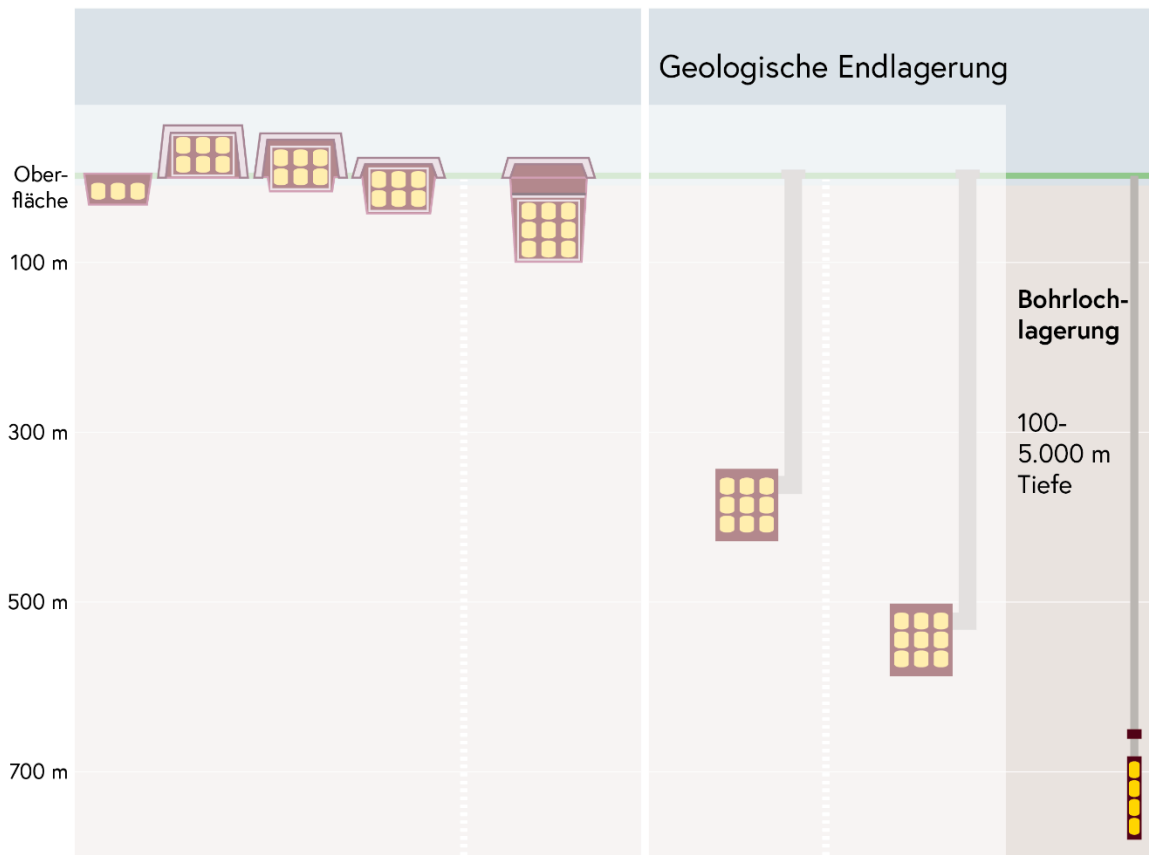 Geologische Endlagerung
Ober-
fläche
100 m
300 m
500 m
700 m
Bohrloch-
lagerung
100-
5.000 m
Tiefe